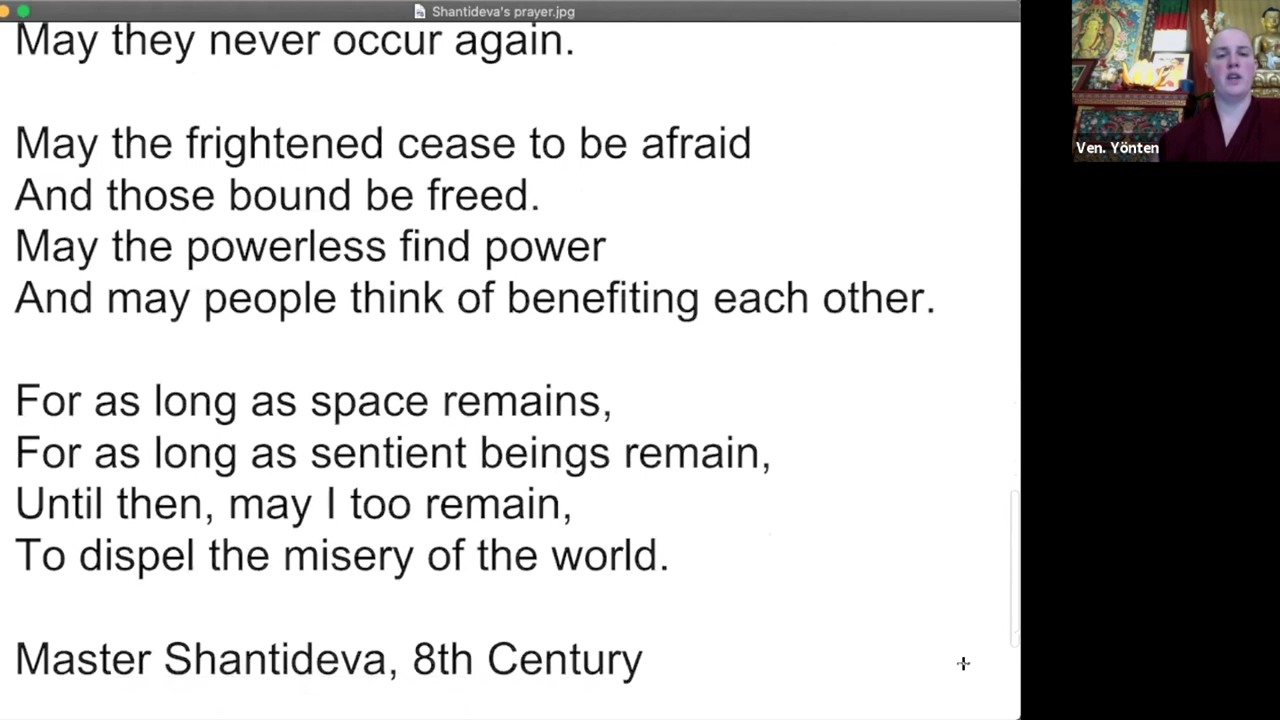 Shantideva's prayer.jpg
May they never occur again.
May the frightened cease to be afraid
And those bound be freed.
May the powerless find power
And may people think of benefiting each other.
For as long as space remains,
For as long as sentient beings remain,
Until then, may I too remain,
To dispel the misery of the world.
Master Shantideva, 8th Century
Ven. Yönten